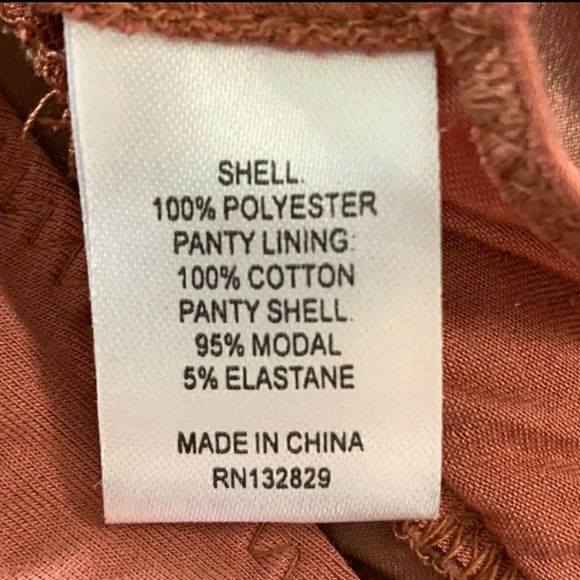 SHELL:
100% POLYESTER
PANTY LINING:
100% COTTON
PANTY SHELL:
95% MODAL
5% ELASTANE
MADE IN CHINA
RN132829